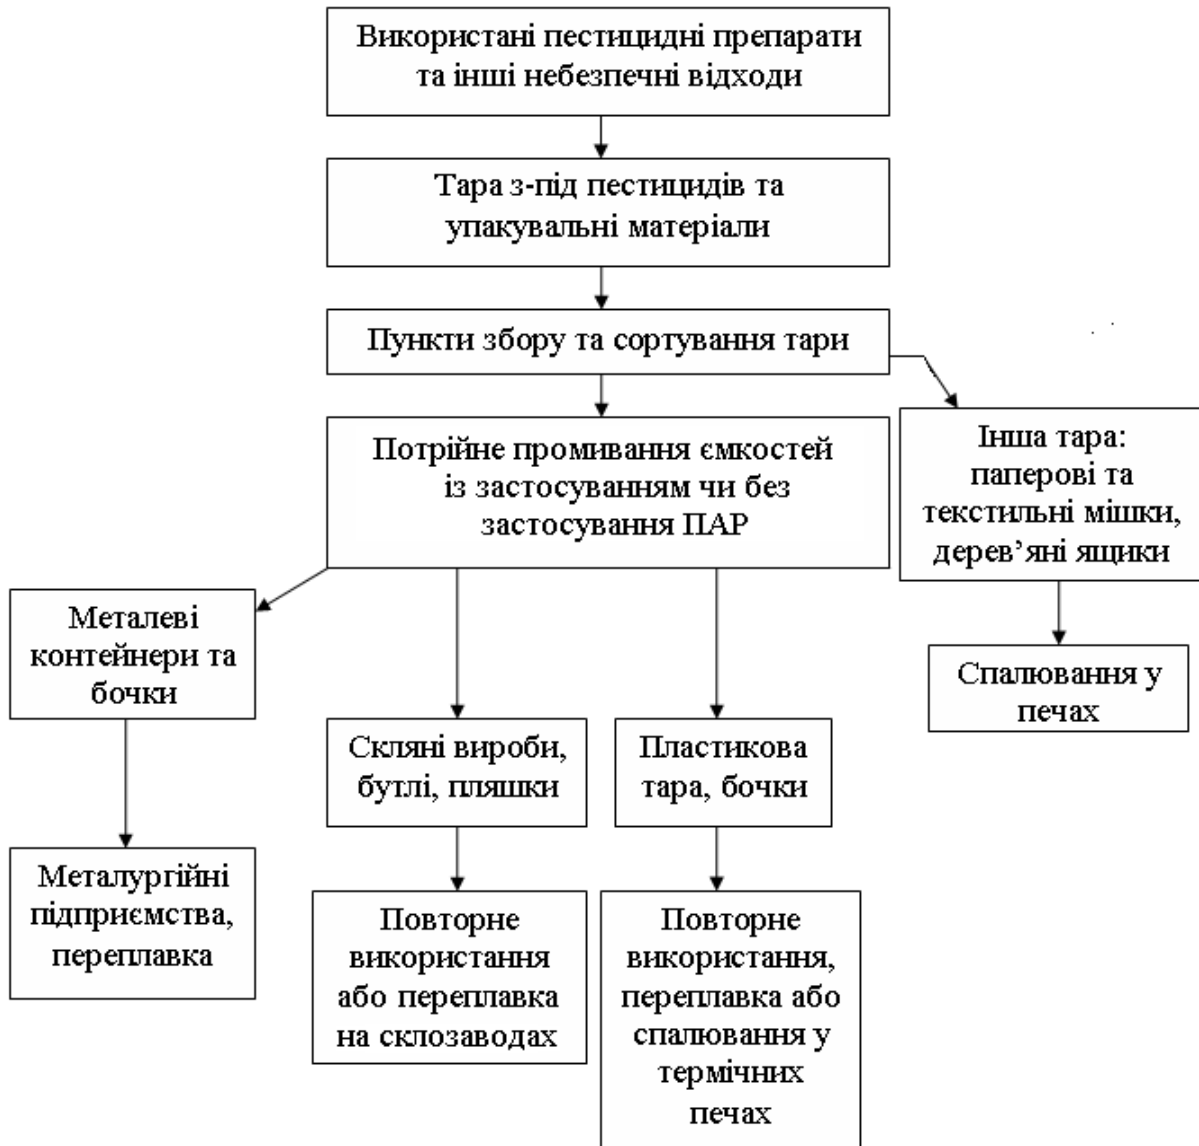 Використані пестицидні препарати
та інші небезпечні відходи
Тара з-під пестицидів та
упакувальні матеріали
Пункти збору та сортування тари
Потрійне промивання ємкостей
із застосуванням чи без
застосування ПАР
Інша тара:
паперові та
текстильні мішки,
дерев’яні ящики
Металеві
контейнери та
бочки
Спалювання у
печах
Скляні вироби,
бутлі, пляшки
Пластикова
тара, бочки
Металургійні
підприємства,
переплавка
Повторне
використання
або переплавка
на склозаводах
Повторне
використання,
переплавка або
спалювання у
термічних
печах